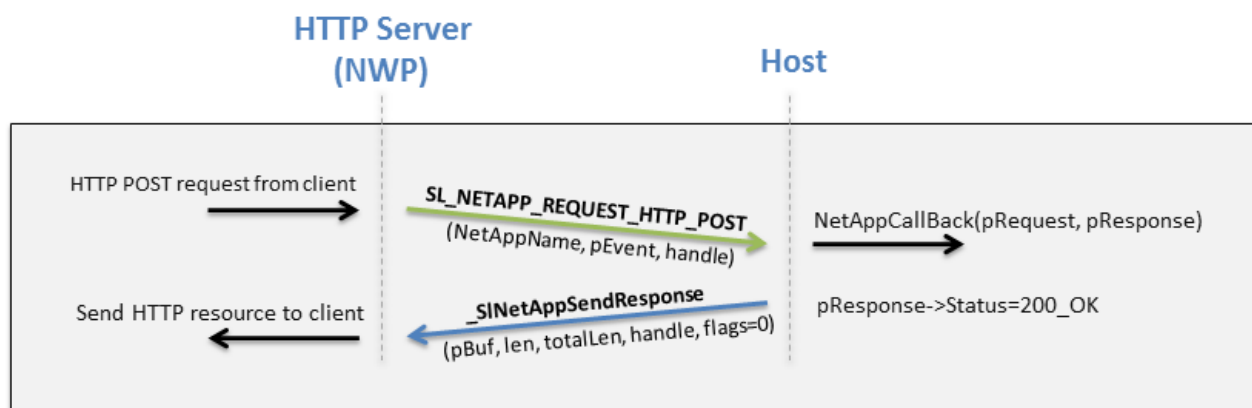 HTTP Server
(NWP)
Host
HTTP POST request from client
SL_NETAPP_REQUEST_HTTP_POST
(NetAppName, pEvent, handle)
NetAppCallBack(pRequest, pResponse)
Send HTTP resource to client
_SlNetAppSendResponse
(pBuf, len, totalLen, handle, flags=0)
pResponse->Status=200_OK